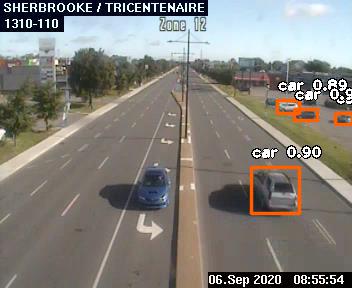 SHERBROOKE / TRICENTENAIRE
1310-110
Zone 12
car 0.89
car 0.9
car 0.90
06.Sep 2020 08:55:54